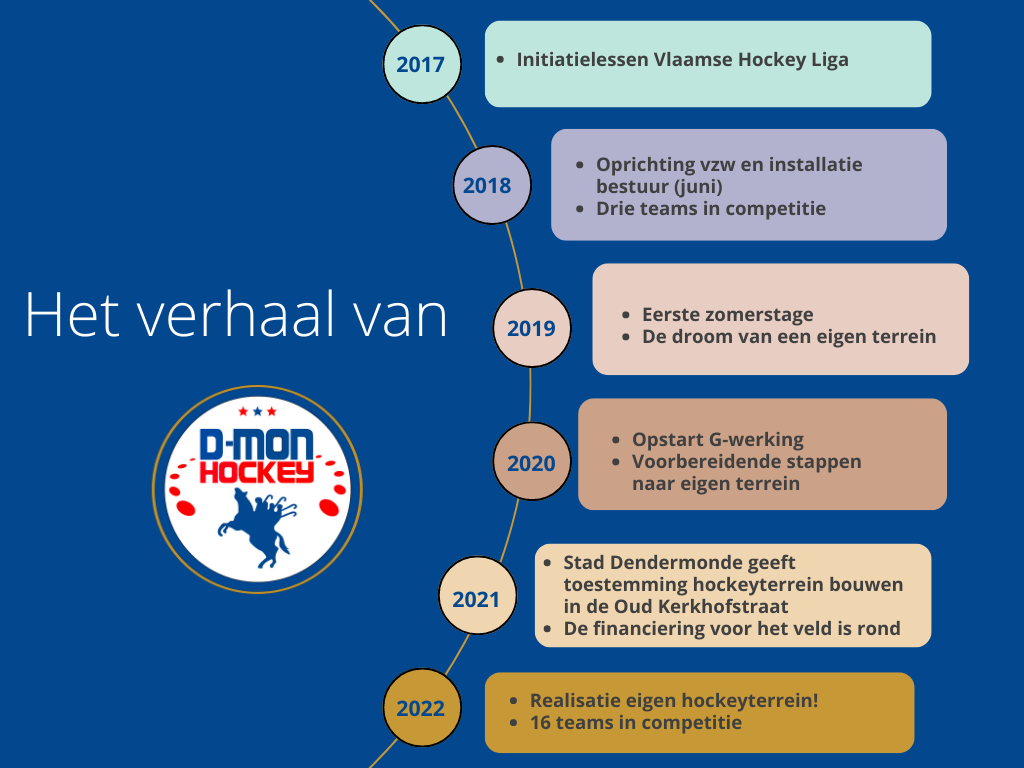 Het verhaal van
D-MON
HOCKEY
2017
• Initiatielessen Vlaamse Hockey Liga
2018
• Oprichting vzw en installatie
bestuur (juni)
• Drie teams in competitie
2019
• Eerste zomerstage
• De droom van een eigen terrein
2020
• Opstart G-werking
• Voorbereidende stappen
naar eigen terrein
2021
• Stad Dendermonde geeft
toestemming hockeyterrein bouwen
in de Oud Kerkhofstraat
• De financiering voor het veld is rond
2022
• Realisatie eigen hockeyterrein!
• 16 teams in competitie